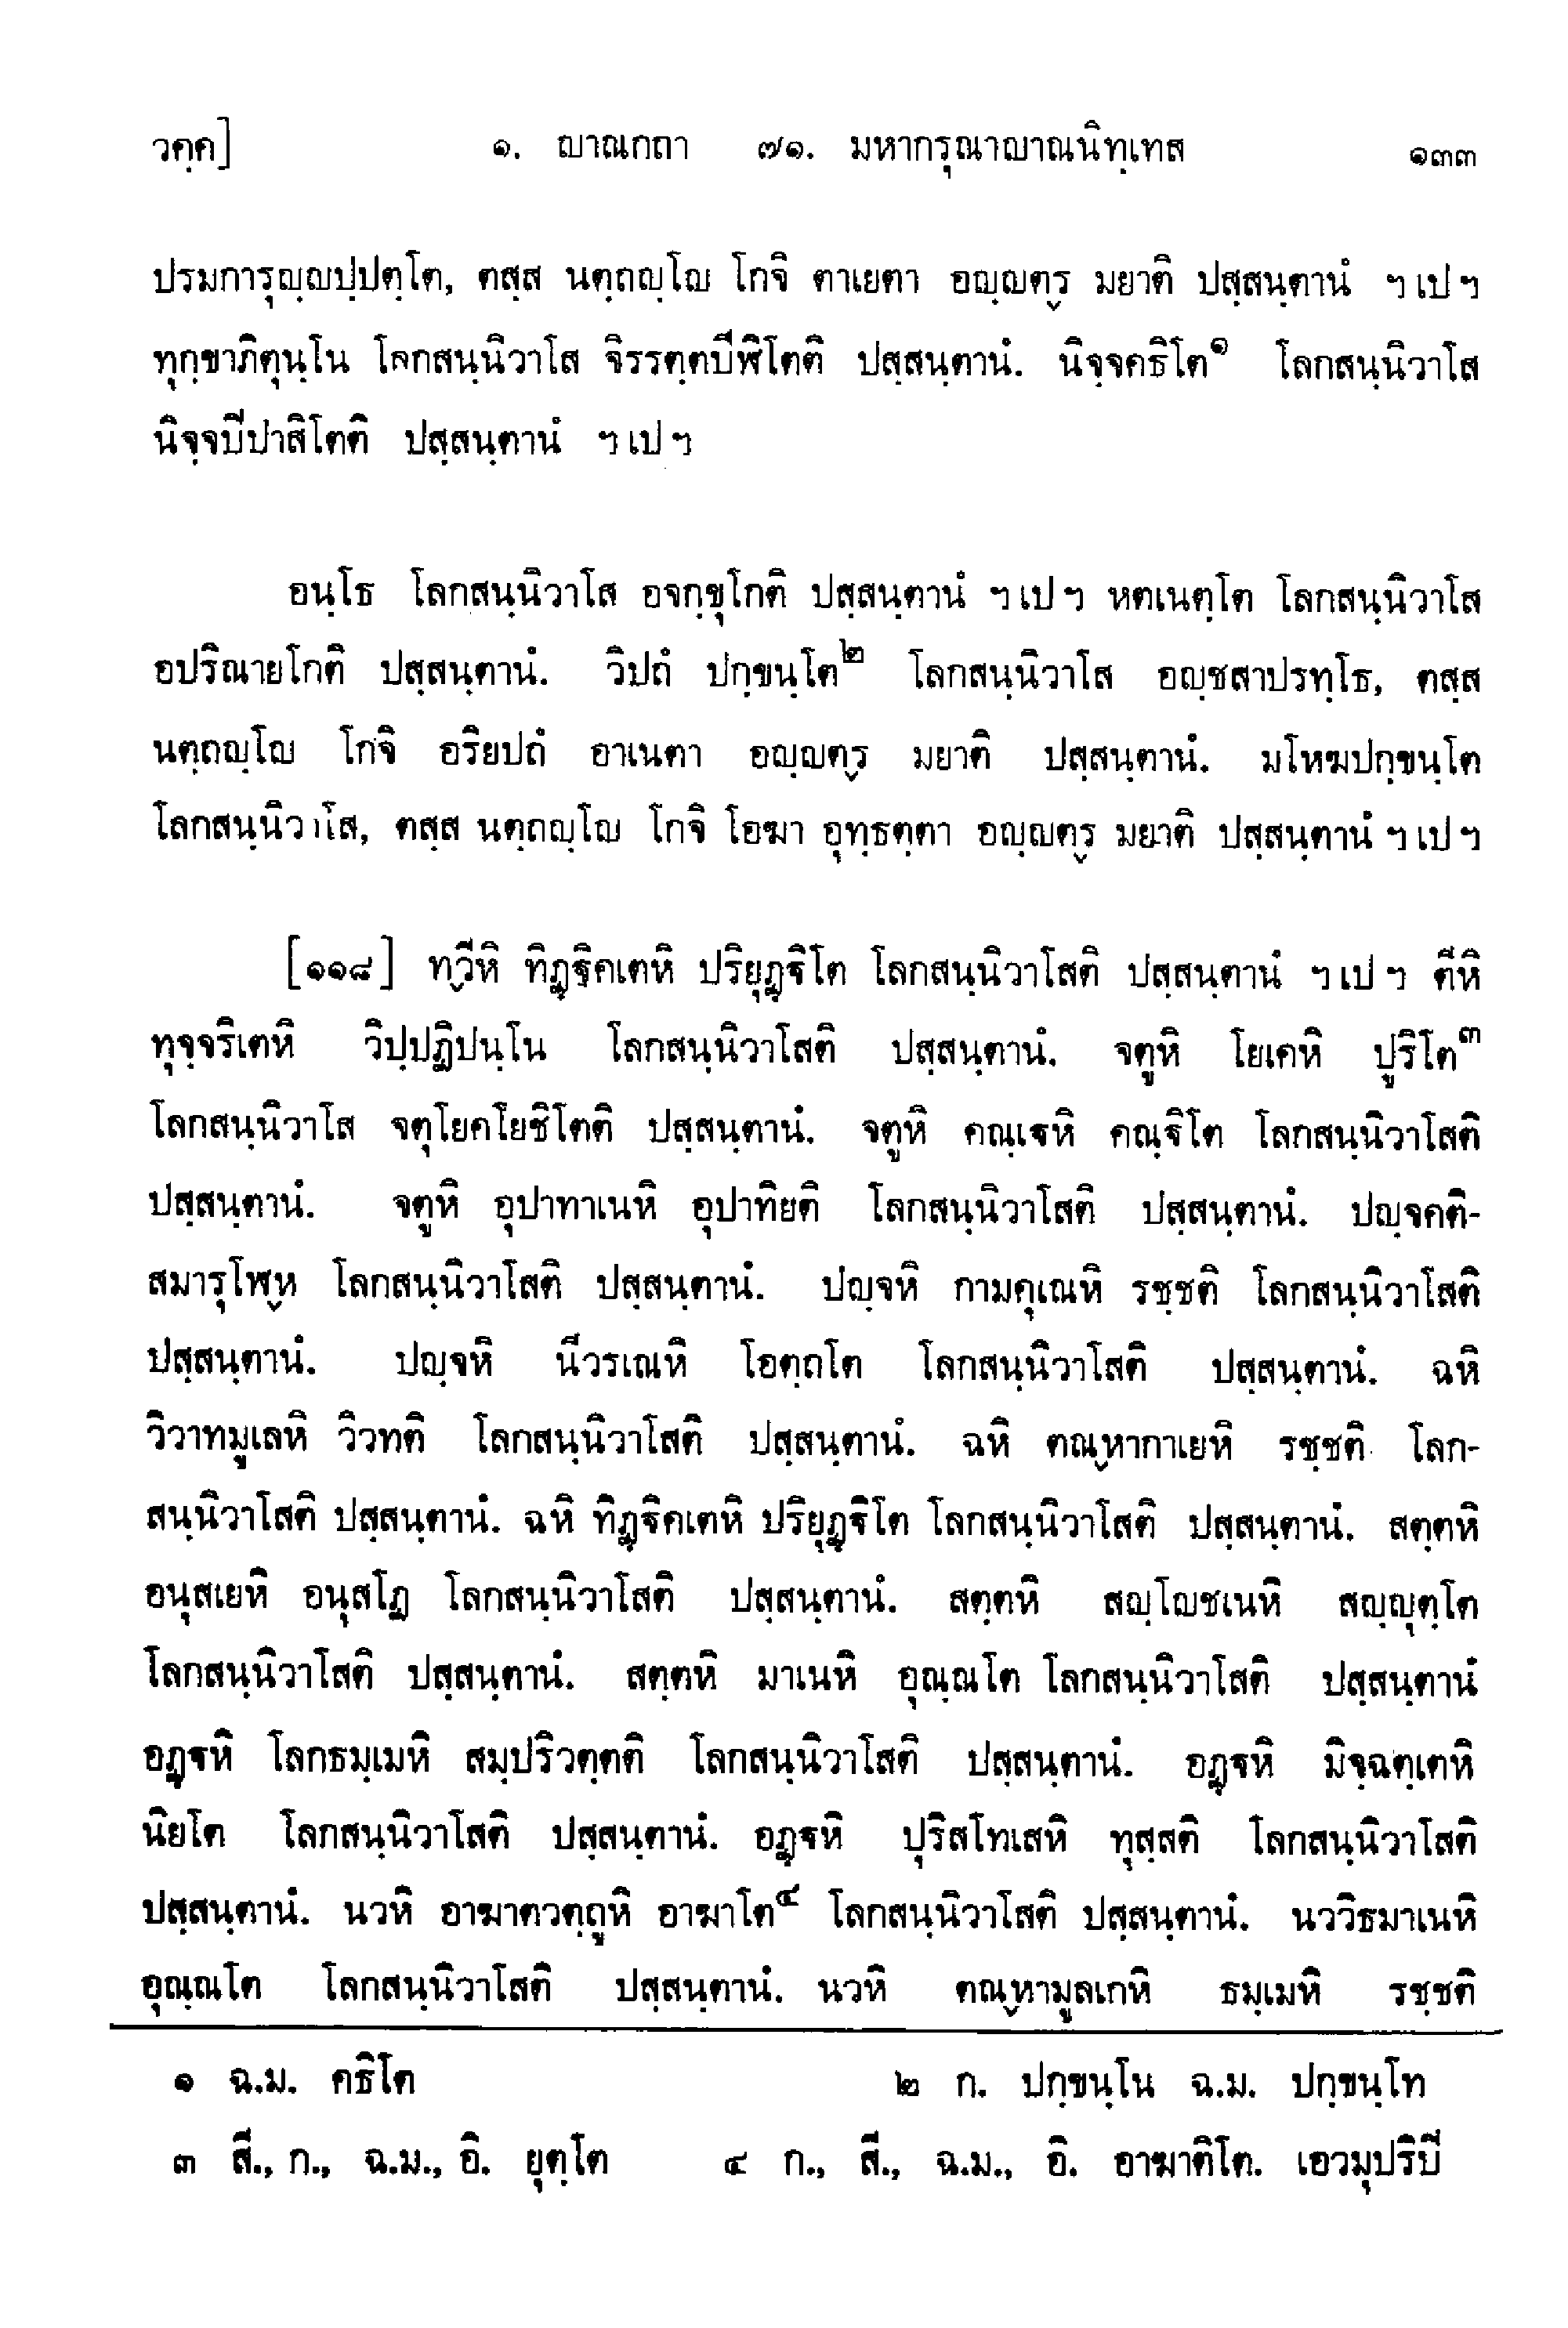 วคฺค]	๑. ญาณกถา ๗๑. มหากรุณาญาณนิทฺเทส	๑๓๓
ปรมการุญฺญปฺปตฺโต, ตสฺส นตฺถญฺโญ โกจิ ตาเยตา อญฺญตฺร มยาติ ปสฺสนฺตานํ ฯ เป ฯ
ทุกฺขาภิตุนฺโน โลกสนฺนิวาโส จิรรตฺตปีฬิโตติ ปสฺสนฺตานํ. นิจฺจคธิโต๑ โลกสนฺนิวาโส
นิจฺจปีปาสิโตติ ปสฺสนฺตานํ ฯ เป ฯ
อนฺโธ โลกสนฺนิวาโส อจกฺขุโกติ ปสฺสนฺตานํ ฯ เป ฯ หตเนตฺโต โลกสนฺนิวาโส
อปริณายโกติ ปสฺสนฺตานํ. วิปถํ ปกฺขนฺโต๒ โลกสนฺนิวาโส อญฺชสาปรทฺโธ, ตสฺส
นตฺถญฺโญ โกจิ อริยปถํ อาเนตา อญฺญตฺร มยาติ ปสฺสนฺตานํ. มโหฆปกฺขนฺโต
โลกสนฺนิวาโส, ตสฺส นตฺถญฺโญ โกจิ โอฆา อุทฺธตฺตา อญฺญตฺร มยาติ ปสฺสนฺตานํ ฯ เป ฯ
[๑๑๘] ทฺวีหิ ทิฏฺฐิคเตหิ ปริยุฏฺฐิโต โลกสนฺนิวาโสติ ปสฺสนฺตานํ ฯ เป ฯ ตีหิ
ทุจฺจริเตหิ วิปฺปฏิปนฺโน โลกสนฺนิวาโสติ ปสฺสนฺตานํ. จตูหิ โยเคหิ ปูริโต๓
โลกสนฺนิวาโส จตุโยคโยชิโตติ ปสฺสนฺตานํ. จตูหิ คณฺเฐหิ คณฺฐิโต โลกสนฺนิวาโสติ
ปสฺสนฺตานํ. จตูหิ อุปาทาเนหิ อุปาทิยติ โลกสนฺนิวาโสติ ปสฺสนฺตานํ. ปญฺจคติ-
สมารุโฬฺห โลกสนฺนิวาโสติ ปสฺสนฺตานํ. ปญฺจหิ กามคุเณหิ รชฺชติ โลกสนฺนิวาโสติ
ปสฺสนฺตานํ. ปญฺจหิ นีวรเณหิ โอตฺถโต โลกสนฺนิวาโสติ ปสฺสนฺตานํ. ฉหิ
วิวาทมูเลหิ วิวทติ โลกสนฺนิวาโสติ ปสฺสนฺตานํ. ฉหิ ตณฺหากาเยหิ รชฺชติ โลก-
สนฺนิวาโสติ ปสฺสนฺตานํ. ฉหิ ทิฏฺฐิคเตหิ ปริยุฏฺฐิโต โลกสนฺนิวาโสติ ปสฺสนฺตานํ. สตฺตหิ
อนุสเยหิ อนุสโฏ โลกสนฺนิวาโสติ ปสฺสนฺตานํ. สตฺตหิ สญฺโญชเนหิ สญฺญุตฺโต
โลกสนฺนิวาโสติ ปสฺสนฺตานํ. สตฺตหิ มาเนหิ อุณฺณโต โลกสนฺนิวาโสติ ปสฺสนฺตานํ
อฏฺฐหิ โลกธมฺเมหิ สมฺปริวตฺตติ โลกสนฺนิวาโสติ ปสฺสนฺตานํ. อฏฺฐหิ มิจฺฉตฺเตหิ
นิยโต โลกสนฺนิวาโสติ ปสฺสนฺตานํ. อฏฺฐหิ ปุริสโทเสหิ ทุสฺสติ โลกสนฺนิวาโสติ
ปสฺสนฺตานํ. นวหิ อาฆาตวตฺถูหิ อาฆาโต๔ โลกสนฺนิวาโสติ ปสฺสนฺตานํ. นววิธมาเนหิ
อุณฺณโต โลกสนฺนิวาโสติ ปสฺสนฺตานํ. นวหิ ตณฺหามูลเกหิ ธมฺเมหิ รชฺชติ
๑ ฉ.ม. คธิโต	๒ ก. ปกฺขนฺโน ฉ.ม. ปกฺขนฺโท
๓ สี., ก., ฉ.ม., อิ. ยุตฺโต	๔ ก., สี., ฉ.ม., อิ. อาฆาติโต. เอวมุปริปี